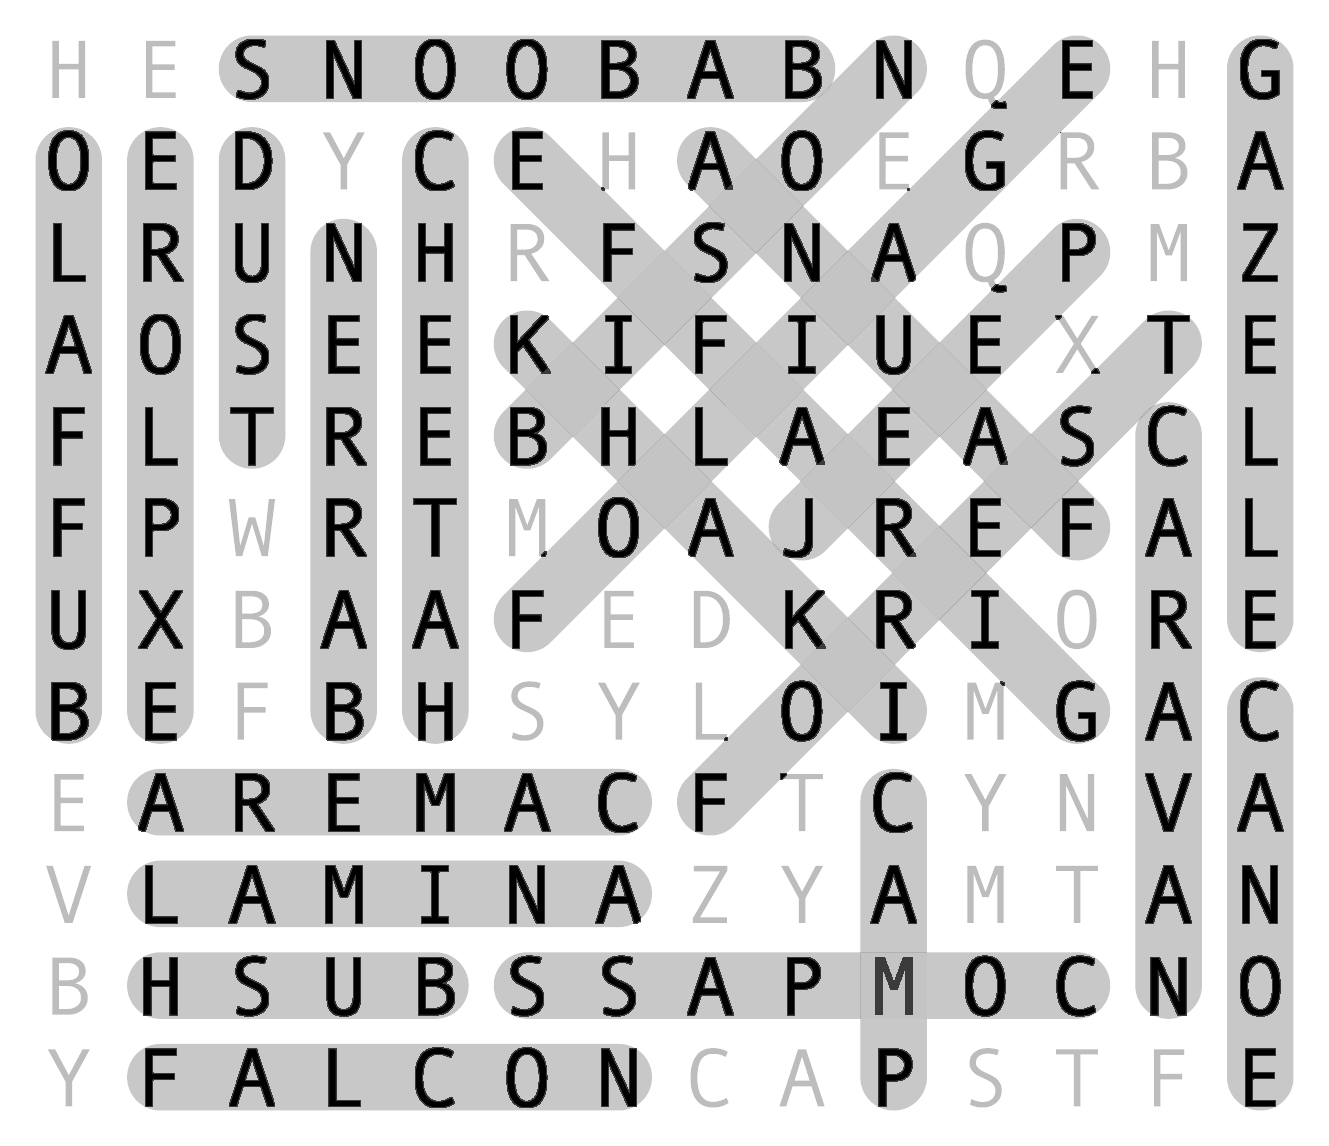 H E S N O O B A B N Q E H G
O E D Y C E H A O E G R B A
L R U N H R F S N A Q P M Z
A O S E E K I F I U E X T E
F L T R E B H L A E A S C L
F P W R T M O A J R E F A L
U X B A A F E D K R I O R E
B E F B H S Y L O I M G A C
E A R E M A C F T C Y N V A
V L A M I N A Z Y A M T A N
B H S U B S S A P M O C N O
Y F A L C O N C A P S T F E